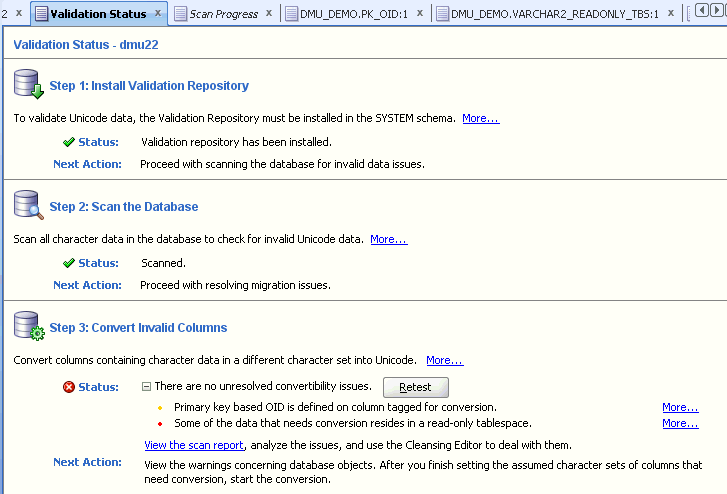 2 Validation Status Scan Progress DMU_DEMO.PK_OID:1 DMU_DEMO.VARCHAR2_READONLY_TBS:1
Validation Status - dmu22
Step 1: Install Validation Repository
To validate Unicode data, the Validation Repository must be installed in the SYSTEM schema. More...
Status: Validation repository has been installed.
Next Action: Proceed with scanning the database for invalid data issues.
Step 2: Scan the Database
Scan all character data in the database to check for invalid Unicode data. More...
Status: Scanned.
Next Action: Proceed with resolving migration issues.
Step 3: Convert Invalid Columns
Convert columns containing character data in a different character set into Unicode. More...
Status: There are no unresolved convertibility issues. Retest
Primary key based OID is defined on column tagged for conversion. More...
Some of the data that needs conversion resides in a read-only tablespace. More...
View the scan report, analyze the issues, and use the Cleansing Editor to deal with them.
Next Action: View the warnings concerning database objects. After you finish setting the assumed character sets of columns that
need conversion, start the conversion.